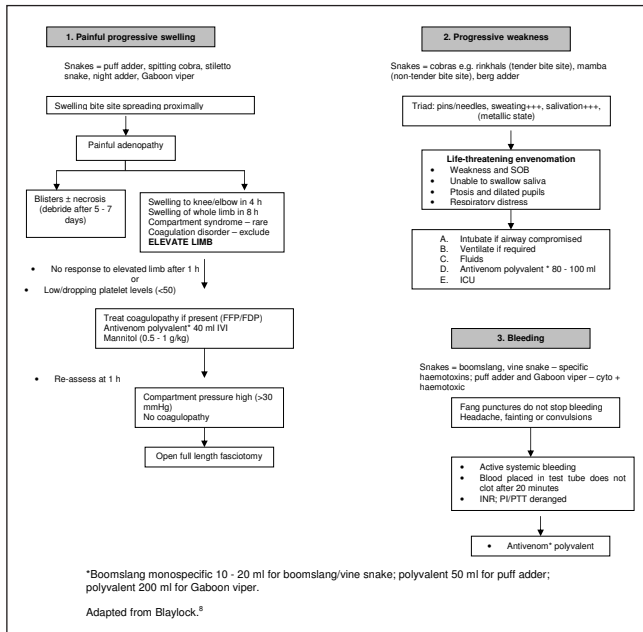 1. Painful progressive swelling
Snakes = puff adder, spitting cobra, stiletto
snake, night adder, Gaboon viper
Swelling bite site spreading proximally
Painful adenopathy
Blisters ± necrosis
(debride after 5 - 7
days)
Swelling to knee/elbow in 4 h
Swelling of whole limb in 8 h
Compartment syndrome – rare
Coagulation disorder – exclude
ELEVATE LIMB
• No response to elevated limb after 1 h
or
• Low/dropping platelet levels (<50)
Treat coagulopathy if present (FFP/FDP)
Antivenom polyvalent* 40 ml IVI
Mannitol (0.5 - 1 g/kg)
• Re-assess at 1 h
Compartment pressure high (>30
mmHg)
No coagulopathy
Open full length fasciotomy
2. Progressive weakness
Snakes = cobras e.g. rinkhals (tender bite site), mamba
(non-tender bite site), berg adder
Triad: pins/needles, sweating+++, salivation+++,
(metallic state)
Life-threatening envenomation
• Weakness and SOB
• Unable to swallow saliva
• Ptosis and dilated pupils
• Respiratory distress
A. Intubate if airway compromised
B. Ventilate if required
C. Fluids
D. Antivenom polyvalent * 80 - 100 ml
E. ICU
3. Bleeding
Snakes = boomslang, vine snake – specific
haemotoxins; puff adder and Gaboon viper – cyto +
haemotoxic
Fang punctures do not stop bleeding
Headache, fainting or convulsions
• Active systemic bleeding
• Blood placed in test tube does not
clot after 20 minutes
• INR; PI/PTT deranged
• Antivenom* polyvalent
*Boomslang monospecific 10 - 20 ml for boomslang/vine snake; polyvalent 50 ml for puff adder;
polyvalent 200 ml for Gaboon viper.
Adapted from Blaylock.8